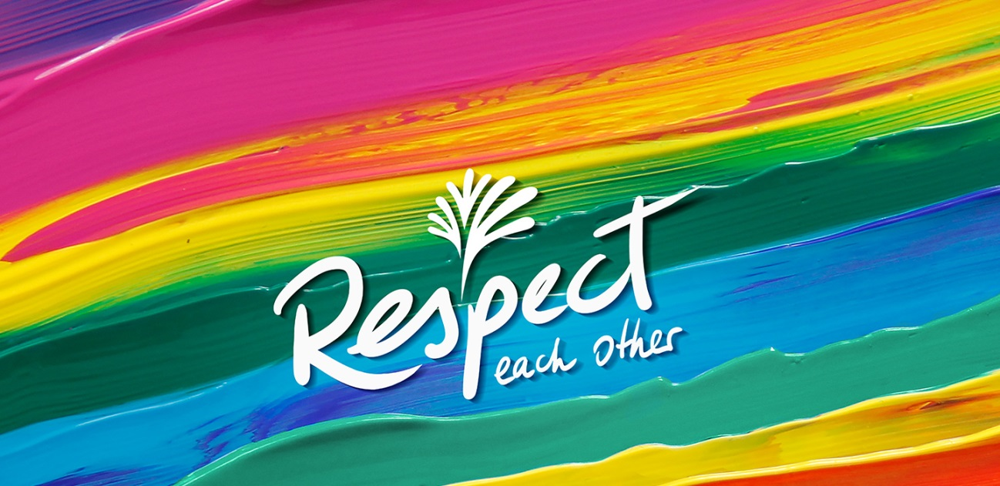 Respect
each other